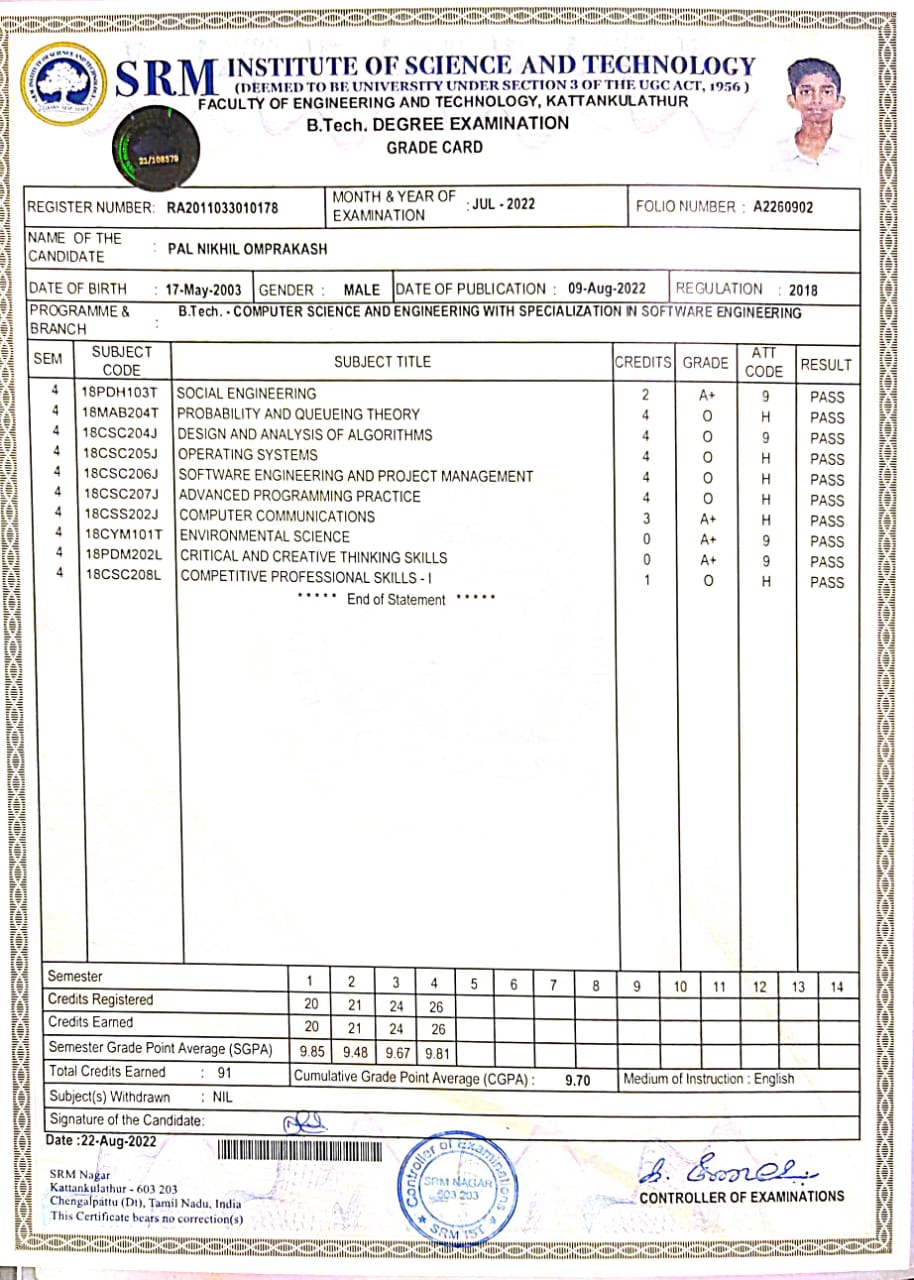 SRM INSTITUTE OF SCIENCE AND TECHNOLOGY
(DEEMED TO BE UNIVERSITY UNDER SECTION 3 OF THE UGC ACT, 1956 )
FACULTY OF ENGINEERING AND TECHNOLOGY, KATTANKULATHUR
B.Tech. DEGREE EXAMINATION
GRADE CARD
21/108579
REGISTER NUMBER: RA2011033010178 MONTH & YEAR OF EXAMINATION : JUL - 2022 FOLIO NUMBER : A2260902
NAME OF THE CANDIDATE : PAL NIKHIL OMPRAKASH
DATE OF BIRTH : 17-May-2003 GENDER : MALE DATE OF PUBLICATION : 09-Aug-2022 REGULATION : 2018
PROGRAMME & BRANCH : B.Tech. - COMPUTER SCIENCE AND ENGINEERING WITH SPECIALIZATION IN SOFTWARE ENGINEERING
SEM SUBJECT CODE SUBJECT TITLE CREDITS GRADE ATT CODE RESULT
4 18PDH103T SOCIAL ENGINEERING 2 A+ 9 PASS
4 18MAB204T PROBABILITY AND QUEUEING THEORY 4 O H PASS
4 18CSC204J DESIGN AND ANALYSIS OF ALGORITHMS 4 O 9 PASS
4 18CSC205J OPERATING SYSTEMS 4 O H PASS
4 18CSC206J SOFTWARE ENGINEERING AND PROJECT MANAGEMENT 4 O H PASS
4 18CSC207J ADVANCED PROGRAMMING PRACTICE 4 O H PASS
4 18CSS202J COMPUTER COMMUNICATIONS 3 A+ H PASS
4 18CYM101T ENVIRONMENTAL SCIENCE 0 A+ 9 PASS
4 18PDM202L CRITICAL AND CREATIVE THINKING SKILLS 0 A+ 9 PASS
4 18CSC208L COMPETITIVE PROFESSIONAL SKILLS - I 1 O H PASS
***** End of Statement *****
Semester 1 2 3 4 5 6 7 8 9 10 11 12 13 14
Credits Registered 20 21 24 26
Credits Earned 20 21 24 26
Semester Grade Point Average (SGPA) 9.85 9.48 9.67 9.81
Total Credits Earned : 91 Cumulative Grade Point Average (CGPA) : 9.70 Medium of Instruction : English
Subject(s) Withdrawn : NIL
Signature of the Candidate:
Date :22-Aug-2022
SRM Nagar
Kattankulathur - 603 203
Chengalpattu (Dt), Tamil Nadu, India
This Certificate bears no correction(s)
Controller of Examinations
SRM NAGAR
603 203
SRM IST
CONTROLLER OF EXAMINATIONS